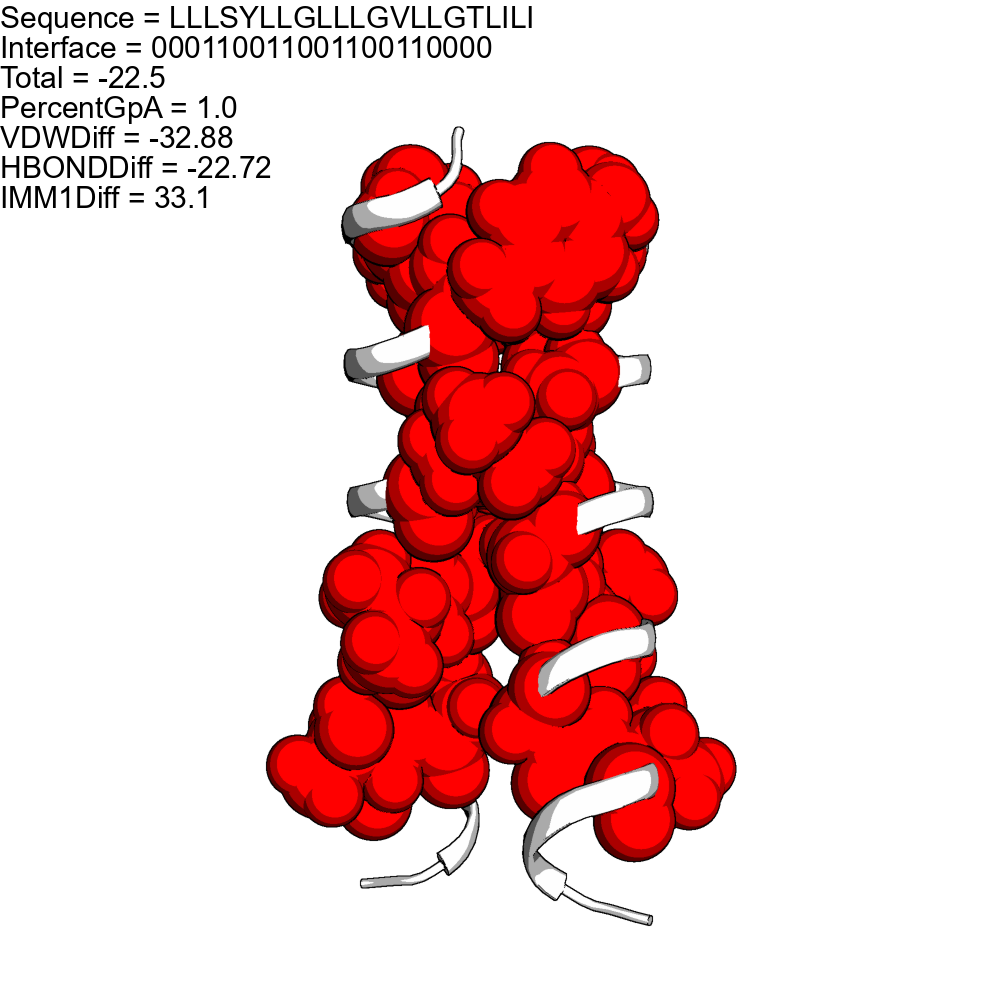 Sequence = LLLSYLLGLLLGVLLGTLILI
Interface = 000110011001100110000
Total = -22.5
PercentGpA = 1.0
VDWDiff = -32.88
HBONDDiff = -22.72
IMM1Diff = 33.1